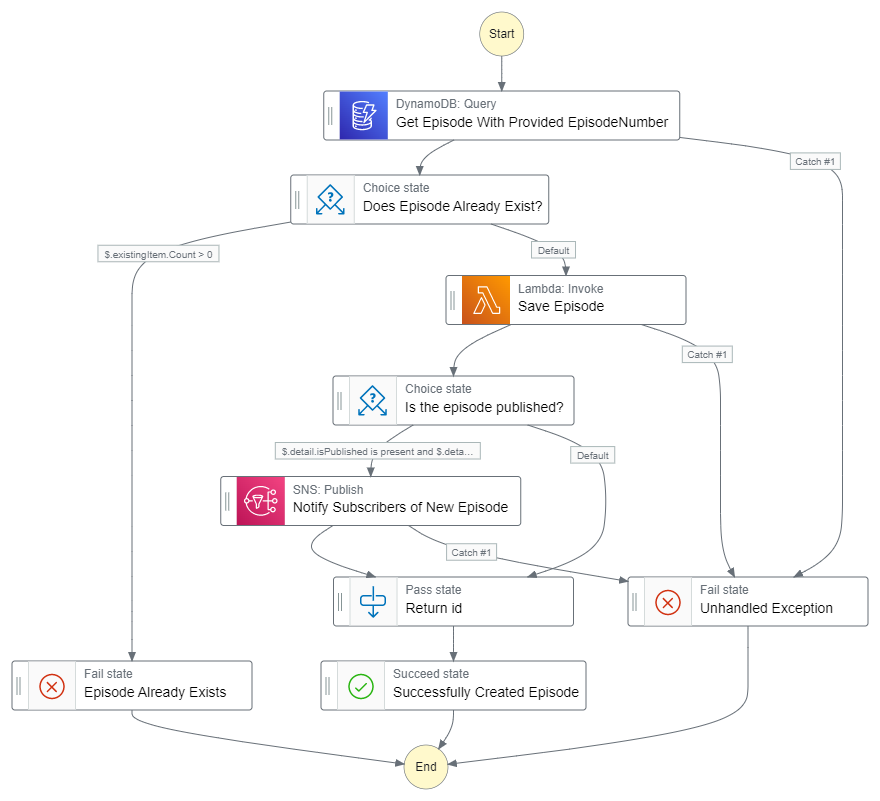 Start
DynamoDB: Query
Get Episode With Provided EpisodeNumber
Catch #1
Choice state
Does Episode Already Exist?
$.existingItem.Count > 0
Default
Lambda: Invoke
Save Episode
Catch #1
Choice state
Is the episode published?
$.detail.isPublished is present and $.deta...
Default
SNS: Publish
Notify Subscribers of New Episode
Catch #1
Pass state
Return id
Fail state
Unhandled Exception
Fail state
Episode Already Exists
Succeed state
Successfully Created Episode
End